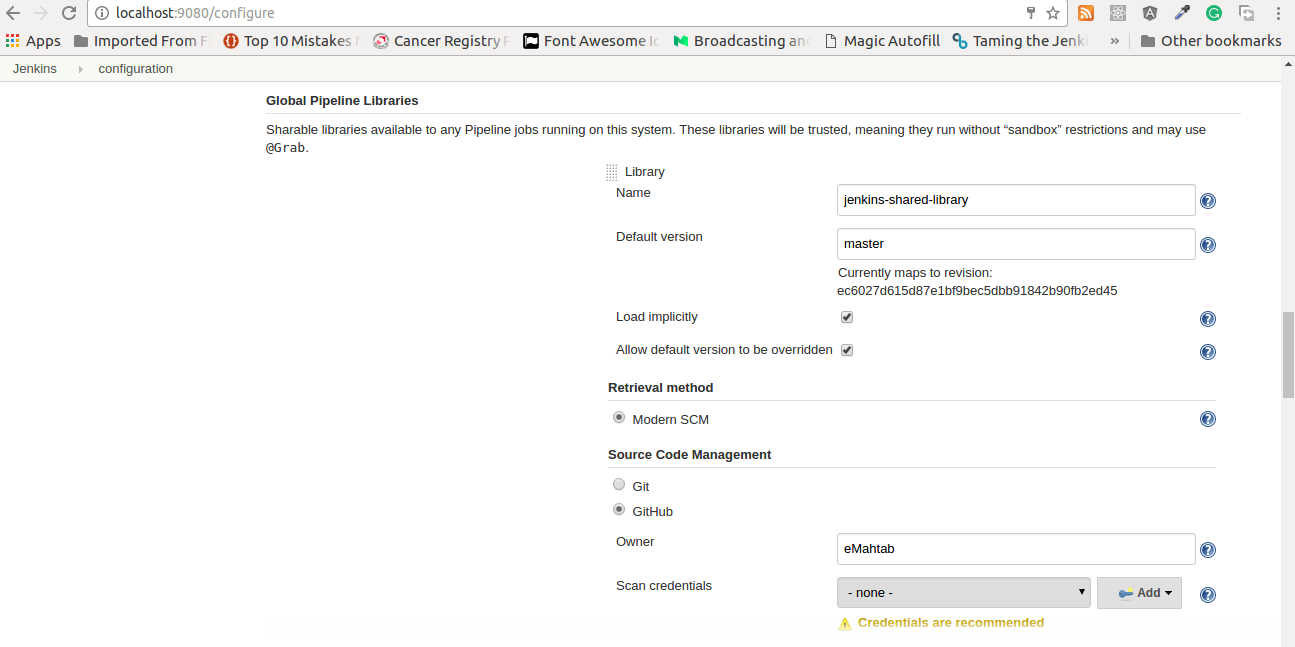 localhost:9080/configure
Apps Imported From F Top 10 Mistakes Cancer Registry Font Awesome Broadcasting an Magic Autofill Taming the Jenki » Other bookmarks
Jenkins configuration
Global Pipeline Libraries
Sharable libraries available to any Pipeline jobs running on this system. These libraries will be trusted, meaning they run without “sandbox” restrictions and may use
@Grab.
Library
Name jenkins-shared-library
Default version master
Currently maps to revision:
ec6027d615d87e1bf9bec5dbb91842b90fb2ed45
Load implicitly
Allow default version to be overridden
Retrieval method
Modern SCM
Source Code Management
Git
GitHub
Owner eMahtab
Scan credentials - none - Add
Credentials are recommended